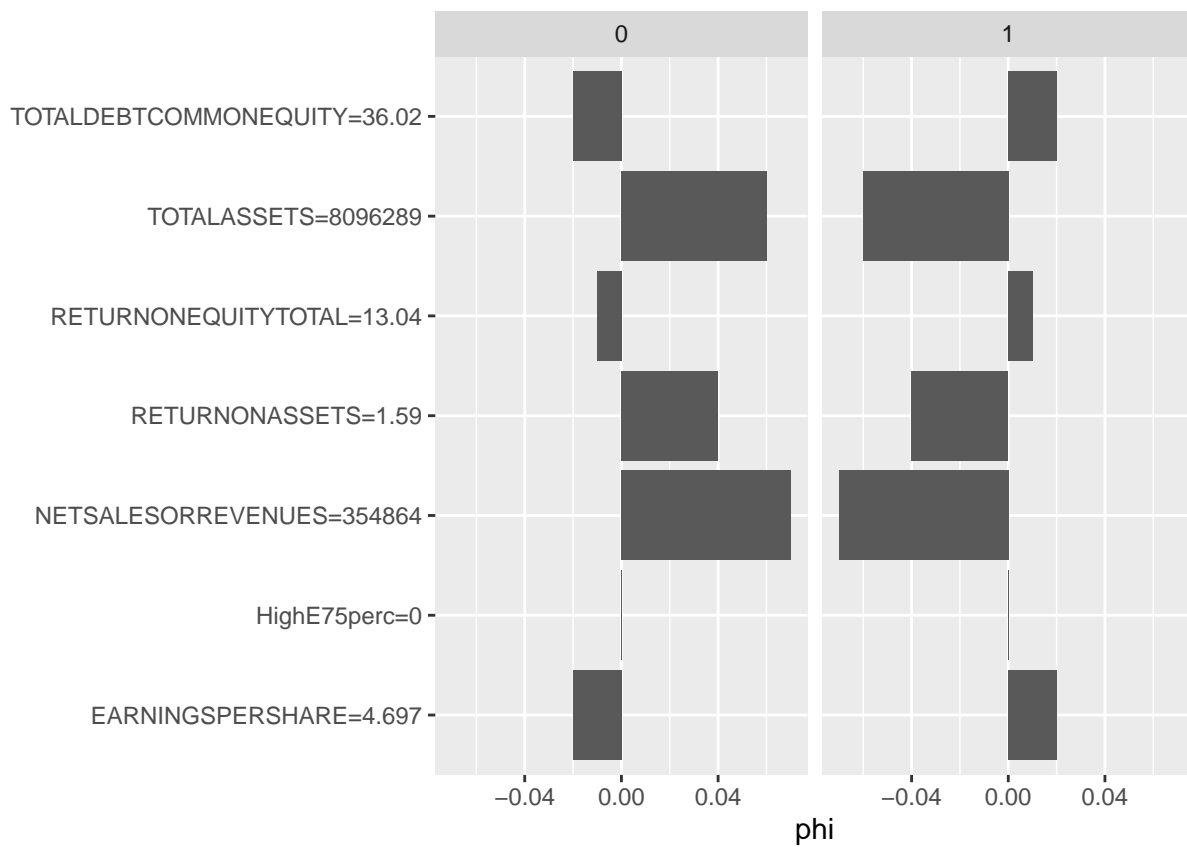 0 1
TOTALDEBTCOMMONEQUITY=36.02
TOTALASSETS=8096289
RETURNONEQUITYTOTAL=13.04
RETURNONASSETS=1.59
NETSALESORREVENUES=354864
HighE75perc=0
EARNINGSPERSHARE=4.697
−0.04 0.00 0.04 −0.04 0.00 0.04
phi